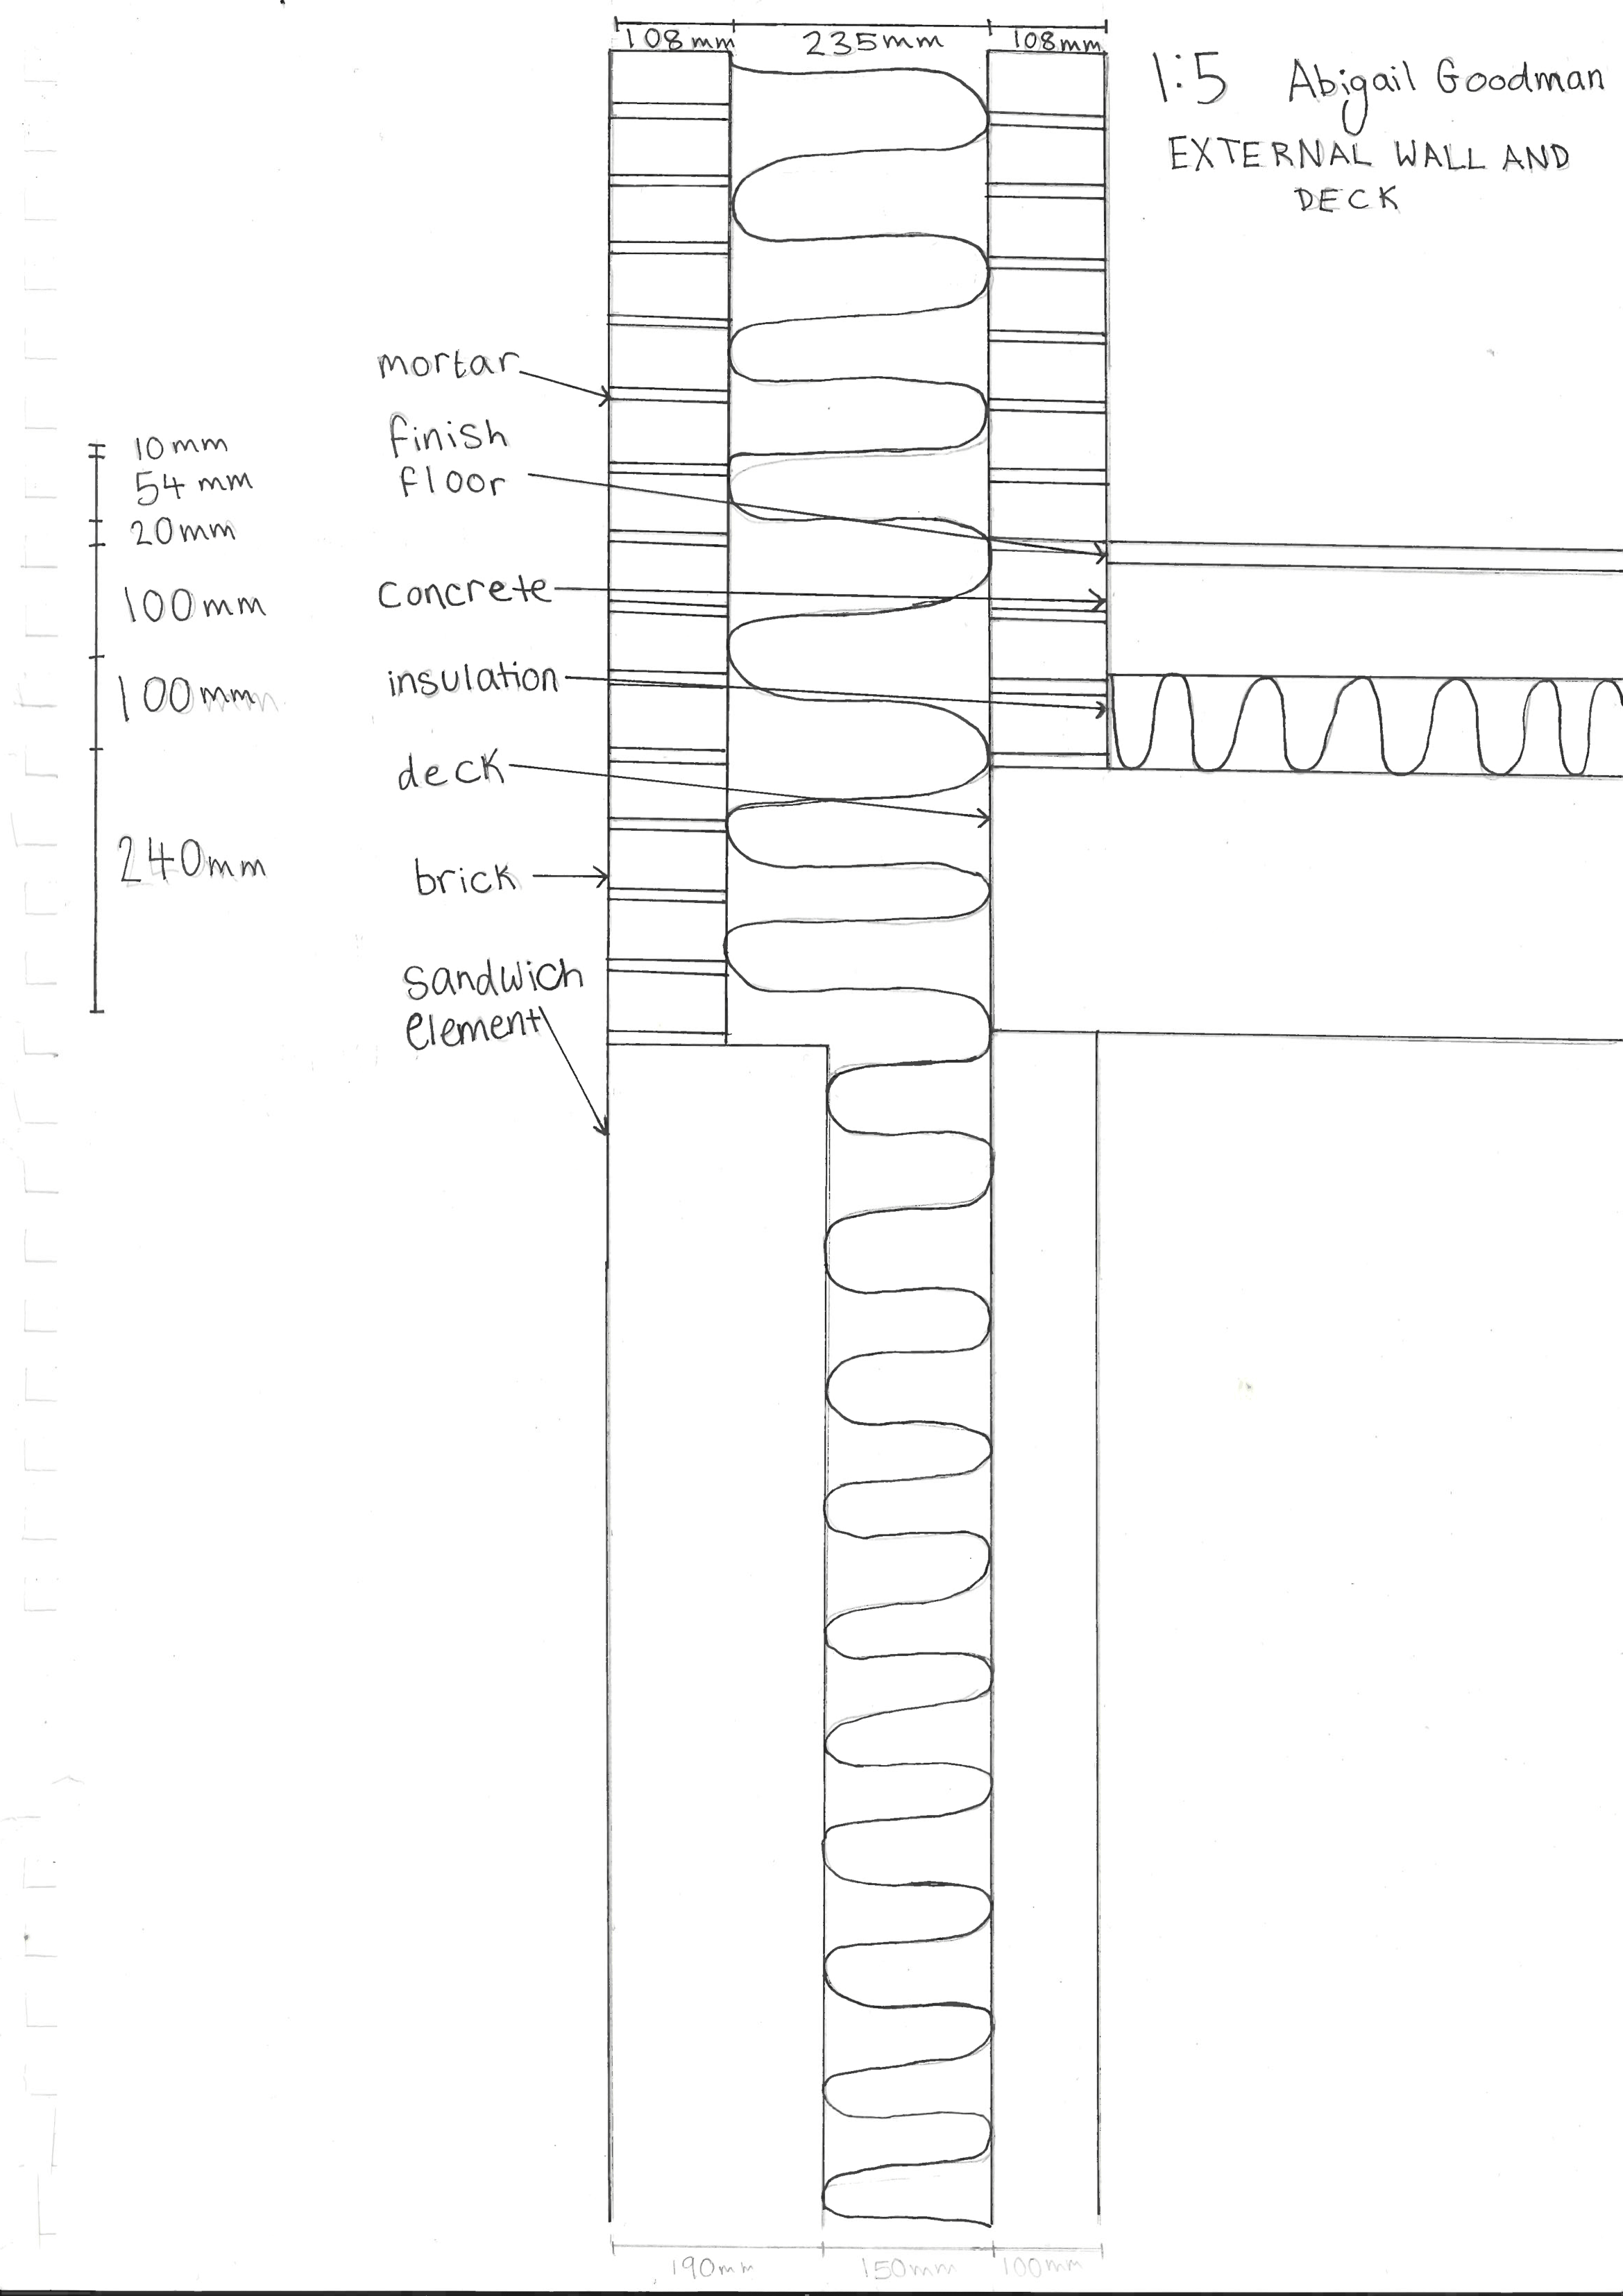 108mm 235mm 108mm
1:5 Abigail Goodman
EXTERNAL WALL AND
DECK
mortar
finish
floor
concrete
insulation
deck
brick
sandwich
element
10mm
54mm
20mm
100mm
100mm
240mm
190mm 150mm 100mm